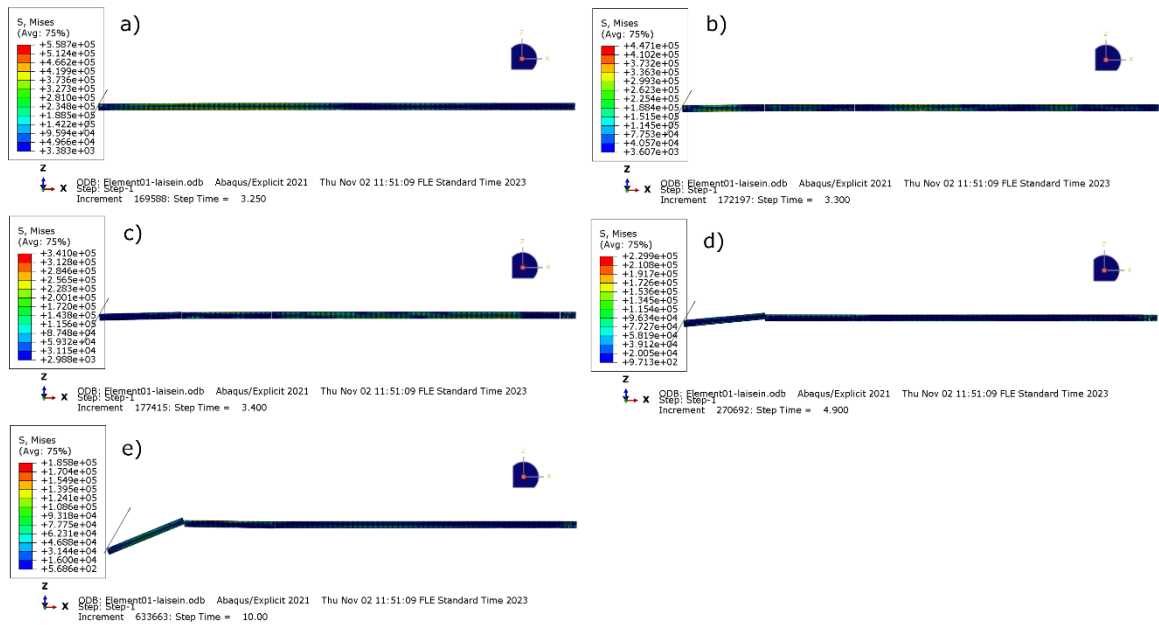 a)
S, Mises
(Avg: 75%)
+5.587e+05
+5.124e+05
+4.662e+05
+4.199e+05
+3.736e+05
+3.273e+05
+2.810e+05
+2.348e+05
+1.885e+05
+1.422e+05
+9.594e+04
+4.966e+04
+3.383e+03
Z
X
Z
X
ODB: Element01-laisein.odb Abaqus/Explicit 2021 Thu Nov 02 11:51:09 FLE Standard Time 2023
Step: Step-1
Increment 169588: Step Time = 3.250
b)
S, Mises
(Avg: 75%)
+4.471e+05
+4.102e+05
+3.732e+05
+3.363e+05
+2.993e+05
+2.623e+05
+2.254e+05
+1.884e+05
+1.515e+05
+1.145e+05
+7.753e+04
+4.057e+04
+3.607e+03
Z
X
Z
X
ODB: Element01-laisein.odb Abaqus/Explicit 2021 Thu Nov 02 11:51:09 FLE Standard Time 2023
Step: Step-1
Increment 172197: Step Time = 3.300
c)
S, Mises
(Avg: 75%)
+3.410e+05
+3.128e+05
+2.846e+05
+2.565e+05
+2.283e+05
+2.001e+05
+1.720e+05
+1.438e+05
+1.156e+05
+8.748e+04
+5.932e+04
+3.115e+04
+2.988e+03
Z
X
Z
X
ODB: Element01-laisein.odb Abaqus/Explicit 2021 Thu Nov 02 11:51:09 FLE Standard Time 2023
Step: Step-1
Increment 177415: Step Time = 3.400
d)
S, Mises
(Avg: 75%)
+2.299e+05
+2.108e+05
+1.917e+05
+1.726e+05
+1.536e+05
+1.345e+05
+1.154e+05
+9.634e+04
+7.727e+04
+5.819e+04
+3.912e+04
+2.005e+04
+9.713e+02
Z
X
Z
X
ODB: Element01-laisein.odb Abaqus/Explicit 2021 Thu Nov 02 11:51:09 FLE Standard Time 2023
Step: Step-1
Increment 270692: Step Time = 4.900
e)
S, Mises
(Avg: 75%)
+1.858e+05
+1.704e+05
+1.549e+05
+1.395e+05
+1.241e+05
+1.086e+05
+9.318e+04
+7.775e+04
+6.231e+04
+4.688e+04
+3.144e+04
+1.600e+04
+5.686e+02
Z
X
Z
X
ODB: Element01-laisein.odb Abaqus/Explicit 2021 Thu Nov 02 11:51:09 FLE Standard Time 2023
Step: Step-1
Increment 633663: Step Time = 10.00